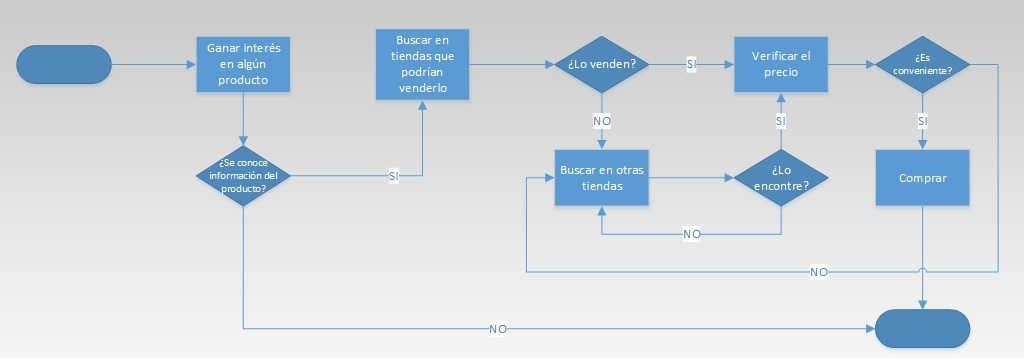 Ganar interés
en algún
producto
¿Se conoce
información del
producto?
SI
NO
Buscar en
tiendas que
podrían
venderlo
¿Lo venden?
SI
NO
Buscar en otras
tiendas
¿Lo
encontre?
SI
NO
Verificar el
precio
¿Es
conveniente?
SI
NO
Comprar